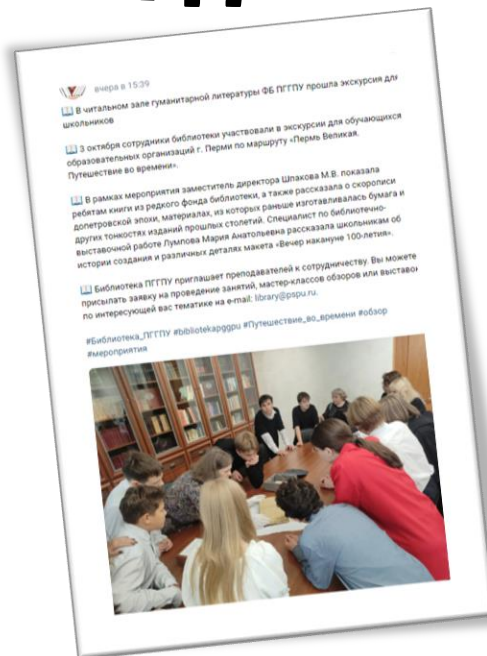 вчера в 15:39
📖 В читальном зале гуманитарной литературы ФБ ПГГПУ прошла экскурсия для
школьников
📖 3 октября сотрудники библиотеки участвовали в экскурсии для обучающихся
образовательных организаций г. Перми по маршруту «Пермь Великая.
Путешествие во времени».
📖 В рамках мероприятия заместитель директора Шпакова М.В. показала
ребятам книги из редкого фонда библиотеки, а также рассказала о скорописи
допетровской эпохи, материалах, из которых раньше изготавливалась бумага и
других тонкостях изданий прошлых столетий. Специалист по библиотечно-
выставочной работе Лумпова Мария Анатольевна рассказала школьникам об
истории создания и различных деталях макета «Вечер накануне 100-летия».
📖 Библиотека ПГГПУ приглашает преподавателей к сотрудничеству. Вы можете
присылать заявку на проведение занятий, мастер-классов обзоров или выставок
по интересующей вас тематике на e-mail: library@pspu.ru.
#Библиотека_ПГГПУ #bibliotekapggpu #Путешествие_во_времени #обзор
#мероприятия